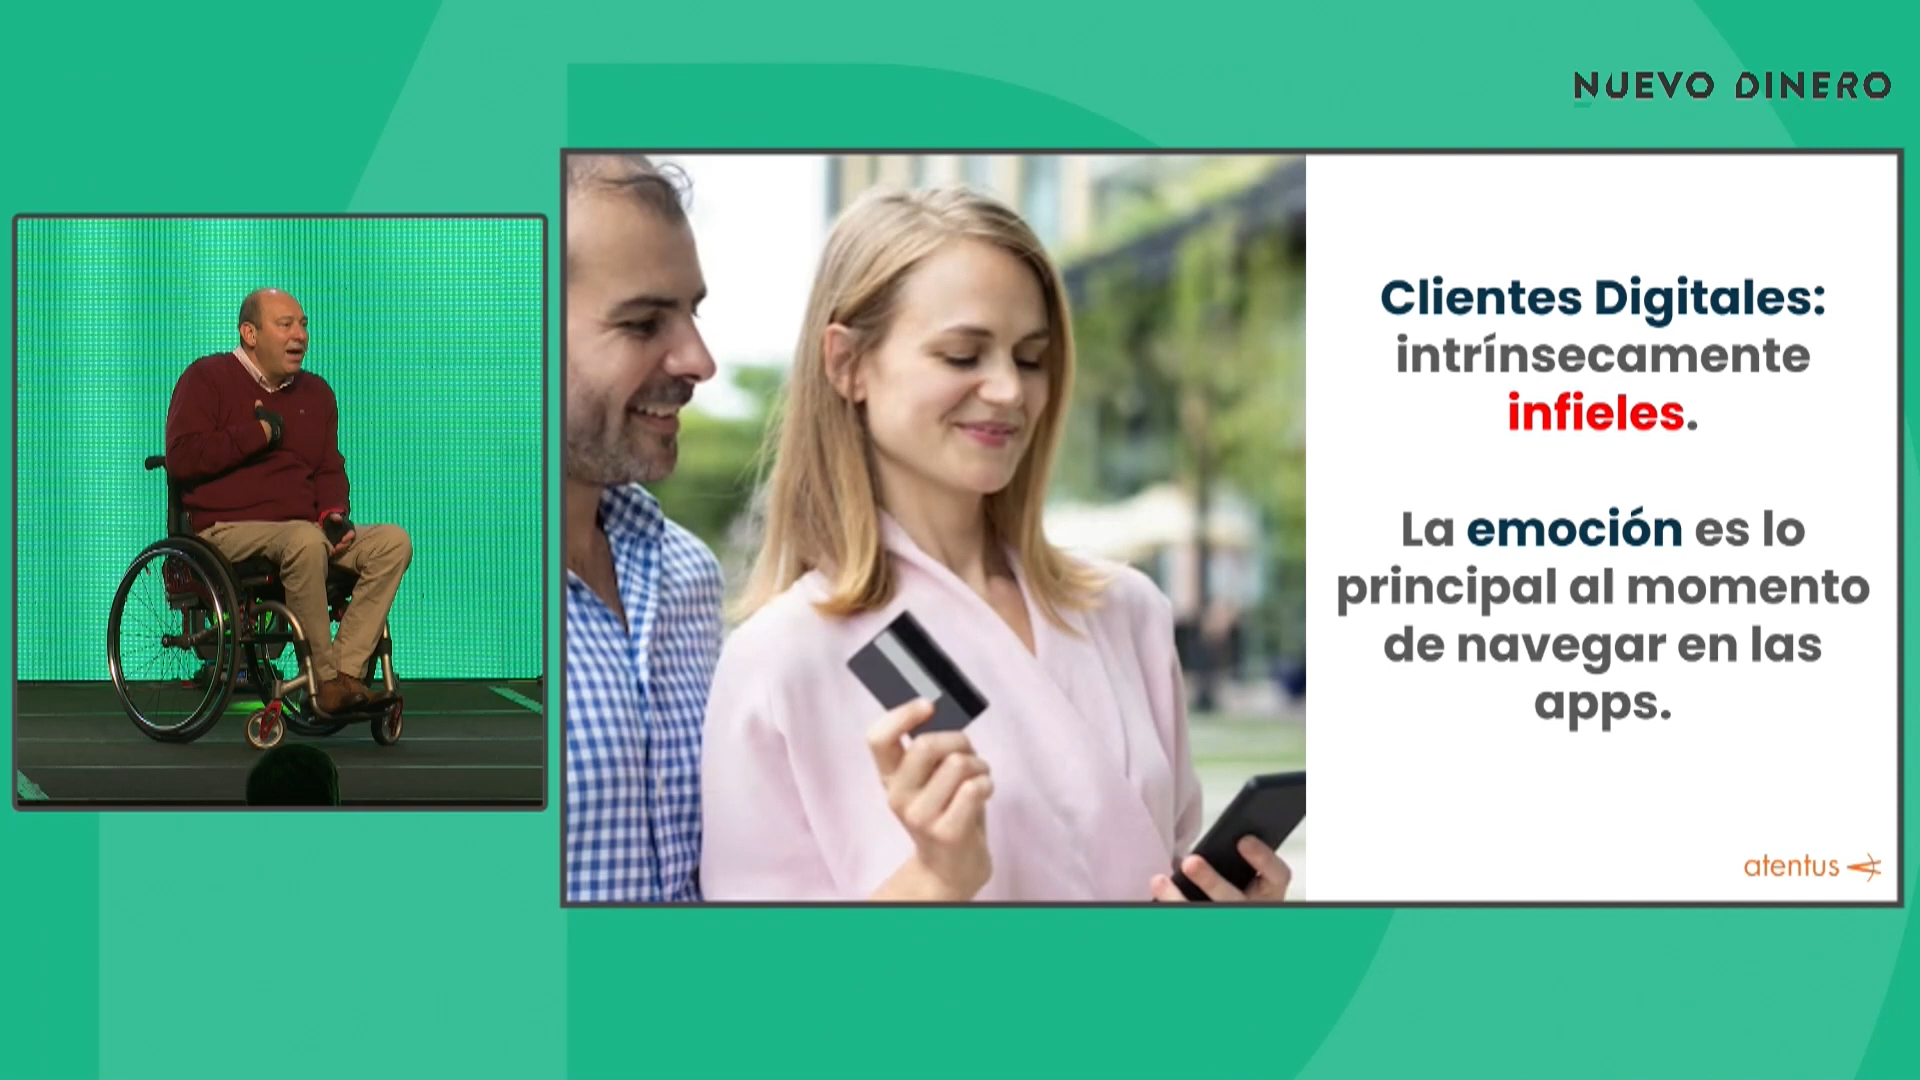 NUEVO DINERO
Clientes Digitales:
intrínsecamente
infieles.
La emoción es lo
principal al momento
de navegar en las
apps.
atentus